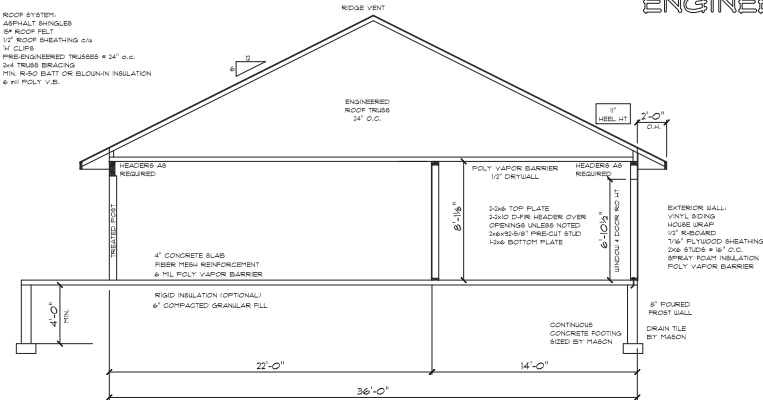 ENGINEE
RIDGE VENT
ROOF SYSTEM:
ASPHALT SHINGLES
15# ROOF FELT
1/2" ROOF SHEATHING c/s
'H' CLIPS
PRE-ENGINEERED TRUSSES @ 24" o.c.
2x4 TRUSS BRACING
MIN. R-50 BATT OR BLOWN-IN INSULATION
6 mil POLY V.B.
12
6
ENGINEERED
ROOF TRUSS
24" O.C.
11"
HEEL HT
2'-0"
O.H.
HEADERS AS
REQUIRED
POLY VAPOR BARRIER
1/2" DRYWALL
HEADERS AS
REQUIRED
TREATED POST
8'-1 1/8"
2-2x6 TOP PLATE
2-2x10 D-FIR HEADER OVER
OPENINGS UNLESS NOTED
2x6x92-5/8" PRE-CUT STUD
1-2x6 BOTTOM PLATE
6'-10 1/2"
WINDOW & DOOR RO HT
EXTERIOR WALL:
VINYL SIDING
HOUSE WRAP
1/2" R-BOARD
7/16" PLYWOOD SHEATHING
2X6 STUDS @ 16" O.C.
SPRAY FOAM INSULATION
POLY VAPOR BARRIER
4" CONCRETE SLAB
FIBER MESH REINFORCEMENT
6 MIL POLY VAPOR BARRIER
RIGID INSULATION (OPTIONAL)
6" COMPACTED GRANULAR FILL
4'-0"
MIN.
8" POURED
FROST WALL
CONTINUOUS
CONCRETE FOOTING
SIZED BY MASON
DRAIN TILE
BY MASON
22'-0"
14'-0"
36'-0"